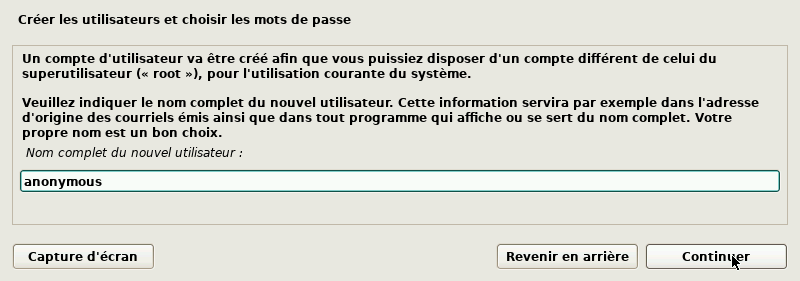 Créer les utilisateurs et choisir les mots de passe
Un compte d'utilisateur va être créé afin que vous puissiez disposer d'un compte différent de celui du
superutilisateur (« root »), pour l'utilisation courante du système.
Veuillez indiquer le nom complet du nouvel utilisateur. Cette information servira par exemple dans l'adresse
d'origine des courriels émis ainsi que dans tout programme qui affiche ou se sert du nom complet. Votre
propre nom est un bon choix.
Nom complet du nouvel utilisateur :
anonymous
Capture d'écran
Revenir en arrière
Continuer